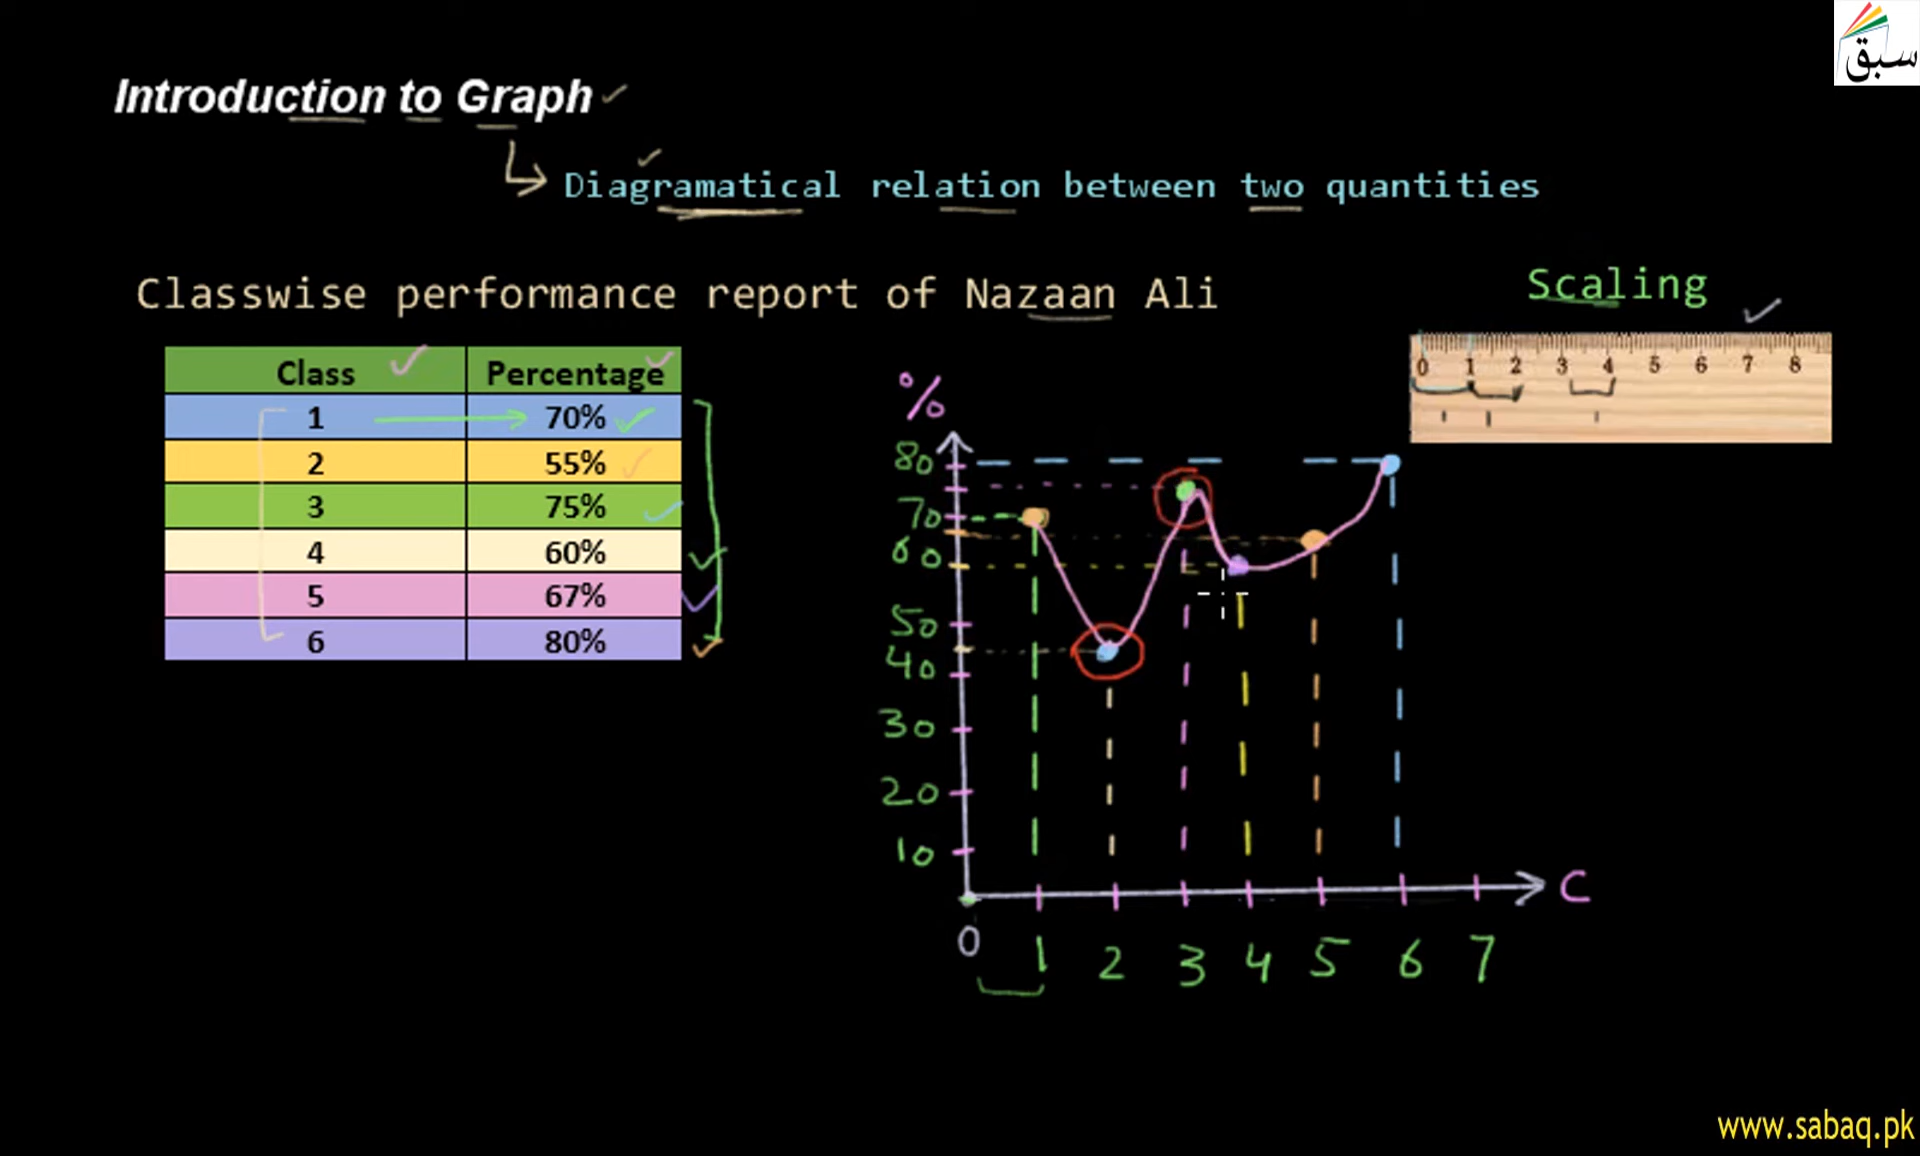 سبق
Introduction to Graph
Diagramatical relation between two quantities
Classwise performance report of Nazaan Ali
Scaling
0 1 2 3 4 5 6 7 8
Class Percentage
1 70%
2 55%
3 75%
4 60%
5 67%
6 80%
%
80
70
60
50
40
30
20
10
C
0 1 2 3 4 5 6 7
www.sabaq.pk